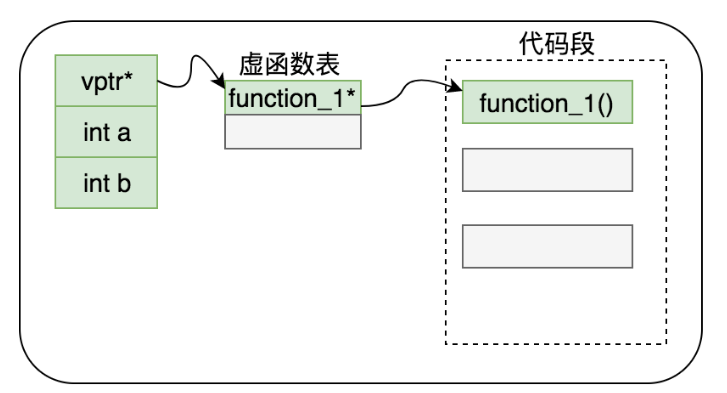 vptr*
int a
int b
虚函数表
function_1*
代码段
function_1()